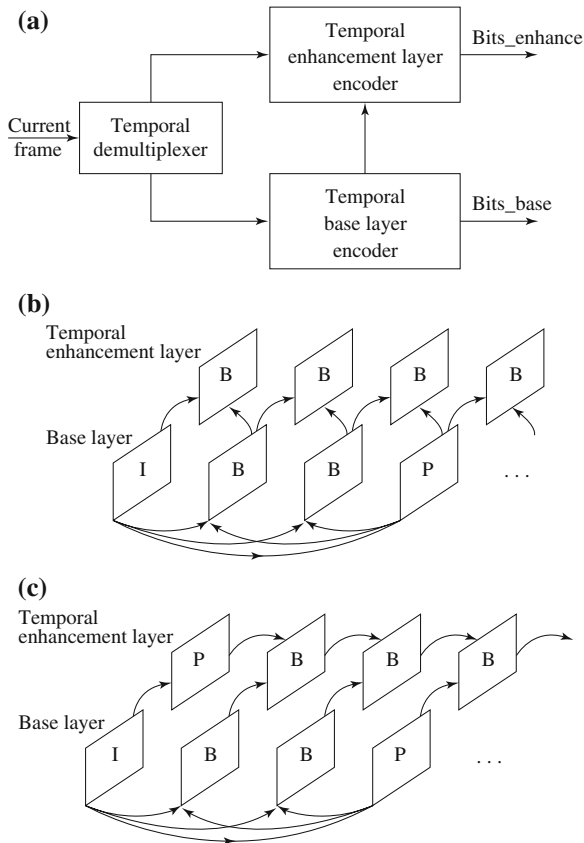 (a)
Temporal
enhancement layer
encoder
Bits_enhance
Current
frame
Temporal
demultiplexer
Temporal
base layer
encoder
Bits_base
(b)
Temporal
enhancement layer
B
B
B
B
Base layer
I
B
B
P
. . .
(c)
Temporal
enhancement layer
P
B
B
B
Base layer
I
B
B
P
. . .